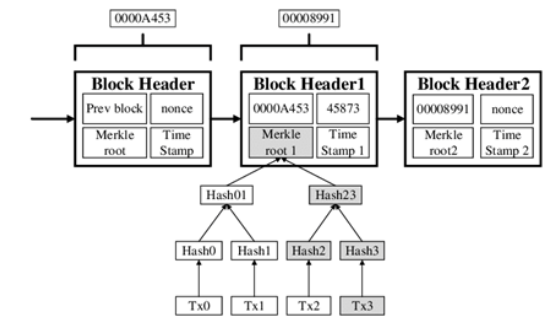 0000A453
00008991
Block Header
Block Header1
Block Header2
Prev block
nonce
0000A453
45873
00008991
nonce
Merkle
root
Time
Stamp
Merkle
root 1
Time
Stamp 1
Merkle
root2
Time
Stamp 2
Hash01
Hash23
Hash0
Hash1
Hash2
Hash3
Tx0
Tx1
Tx2
Tx3